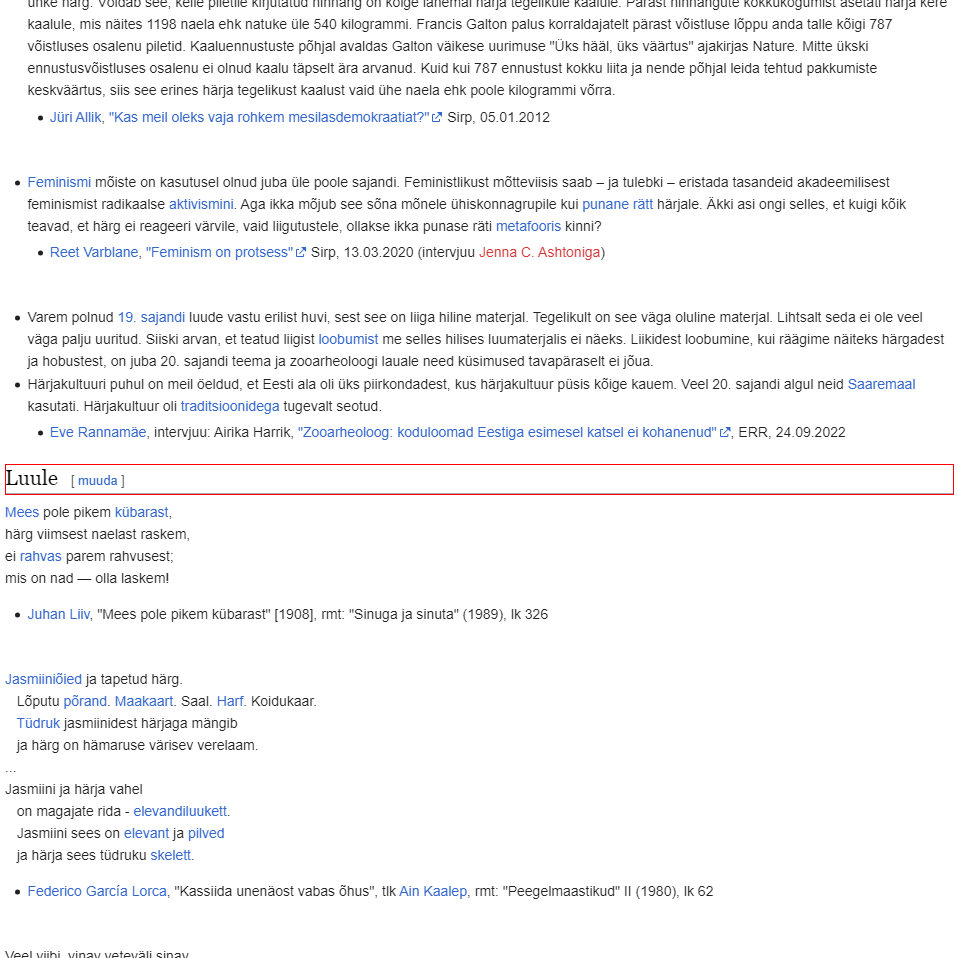 uhke härg. Võidab see, kelle piletile kirjutatud hinnang on kõige lähemal härja tegelikule kaalule. Pärast hinnangute kokkukogumist asetati härja kere
kaalule, mis näites 1198 naela ehk natuke üle 540 kilogrammi. Francis Galton palus korraldajatelt pärast võistluse lõppu anda talle kõigi 787
võistluses osalenu piletid. Kaaluennustuste põhjal avaldas Galton väikese uurimuse "Üks hääl, üks väärtus" ajakirjas Nature. Mitte ükski
ennustusvõistluses osalenu ei olnud kaalu täpselt ära arvanud. Kuid kui 787 ennustust kokku liita ja nende põhjal leida tehtud pakkumiste
keskväärtus, siis see erines härja tegelikust kaalust vaid ühe naela ehk poole kilogrammi võrra.
Jüri Allik, "Kas meil oleks vaja rohkem mesilasdemokraatiat?" Sirp, 05.01.2012
Feminismi mõiste on kasutusel olnud juba üle poole sajandi. Feministlikust mõtteviisis saab – ja tulebki – eristada tasandeid akadeemilisest
feminismist radikaalse aktivismini. Aga ikka mõjub see sõna mõnele ühiskonnagrupile kui punane rätt härjale. Äkki asi ongi selles, et kuigi kõik
teavad, et härg ei reageeri värvile, vaid liigutustele, ollakse ikka punase räti metafooris kinni?
Reet Varblane, "Feminism on protsess" Sirp, 13.03.2020 (intervjuu Jenna C. Ashtoniga)
Varem polnud 19. sajandi luude vastu erilist huvi, sest see on liiga hiline materjal. Tegelikult on see väga oluline materjal. Lihtsalt seda ei ole veel
väga palju uuritud. Siiski arvan, et teatud liigist loobumist me selles hilises luumaterjalis ei näeks. Liikidest loobumine, kui räägime näiteks härgadest
ja hobustest, on juba 20. sajandi teema ja zooarheoloogi lauale need küsimused tavapäraselt ei jõua.
Härjakultuuri puhul on meil öeldud, et Eesti ala oli üks piirkondadest, kus härjakultuur püsis kõige kauem. Veel 20. sajandi algul neid Saaremaal
kasutati. Härjakultuur oli traditsioonidega tugevalt seotud.
Eve Rannamäe, intervjuu: Airika Harrik, "Zooarheoloog: koduloomad Eestiga esimesel katsel ei kohanenud", ERR, 24.09.2022
Luule [ muuda ]
Mees pole pikem kübarast,
härg viimsest naelast raskem,
ei rahvas parem rahvusest;
mis on nad — olla laskem!
Juhan Liiv, "Mees pole pikem kübarast" [1908], rmt: "Sinuga ja sinuta" (1989), lk 326
Jasmiiniõied ja tapetud härg.
Lõputu põrand. Maakaart. Saal. Harf. Koidukaar.
Tüdruk jasmiinidest härjaga mängib
ja härg on hämaruse värisev verelaam.
...
Jasmiini ja härja vahel
on magajate rida - elevandiluukett.
Jasmiini sees on elevant ja pilved
ja härja sees tüdruku skelett.
Federico García Lorca, "Kassiida unenäost vabas õhus", tlk Ain Kaalep, rmt: "Peegelmaastikud" II (1980), lk 62
Veel viibi, vinav vetevälj sinav